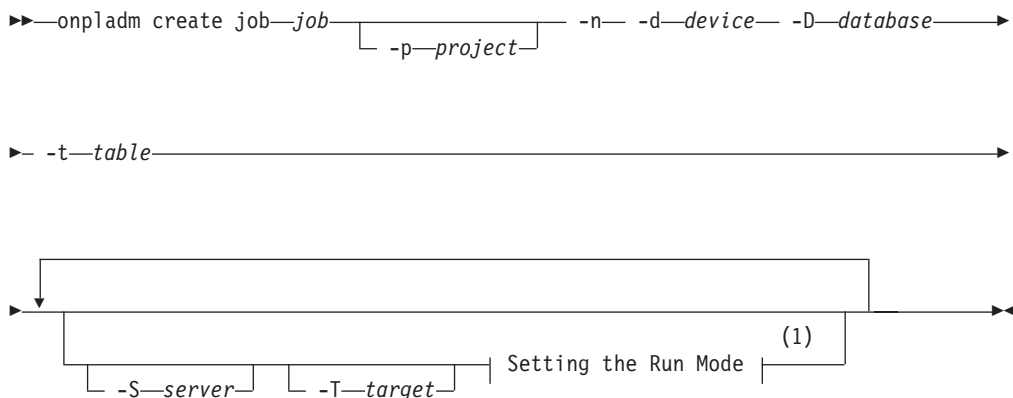 onpladm create job job -n -d device -D database
-p project
-t table
(1)
Setting the Run Mode
-S server -T target